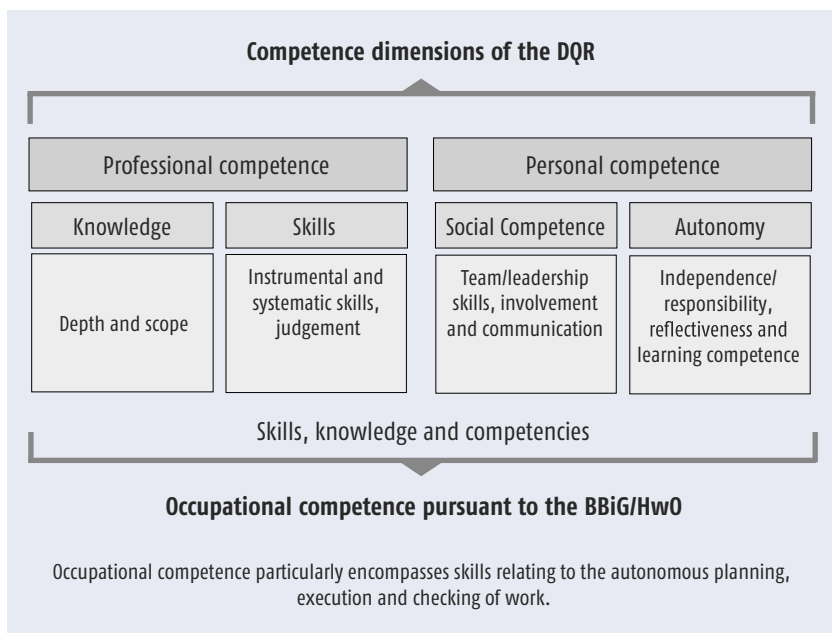 Competence dimensions of the DQR
Professional competence
Personal competence
Knowledge
Skills
Social Competence
Autonomy
Depth and scope
Instrumental and
systematic skills,
judgement
Team/leadership
skills, involvement
and communication
Independence/
responsibility,
reflectiveness and
learning competence
Skills, knowledge and competencies
Occupational competence pursuant to the BBiG/HwO
Occupational competence particularly encompasses skills relating to the autonomous planning,
execution and checking of work.